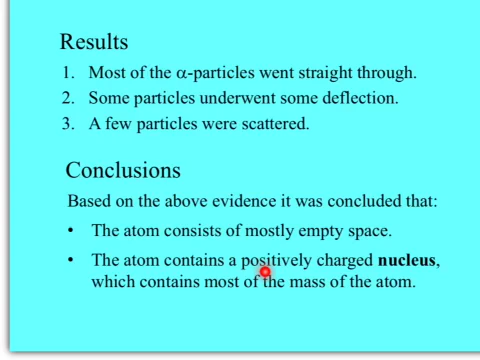 Results
1. Most of the α-particles went straight through.
2. Some particles underwent some deflection.
3. A few particles were scattered.
Conclusions
Based on the above evidence it was concluded that:
• The atom consists of mostly empty space.
• The atom contains a positively charged nucleus,
which contains most of the mass of the atom.